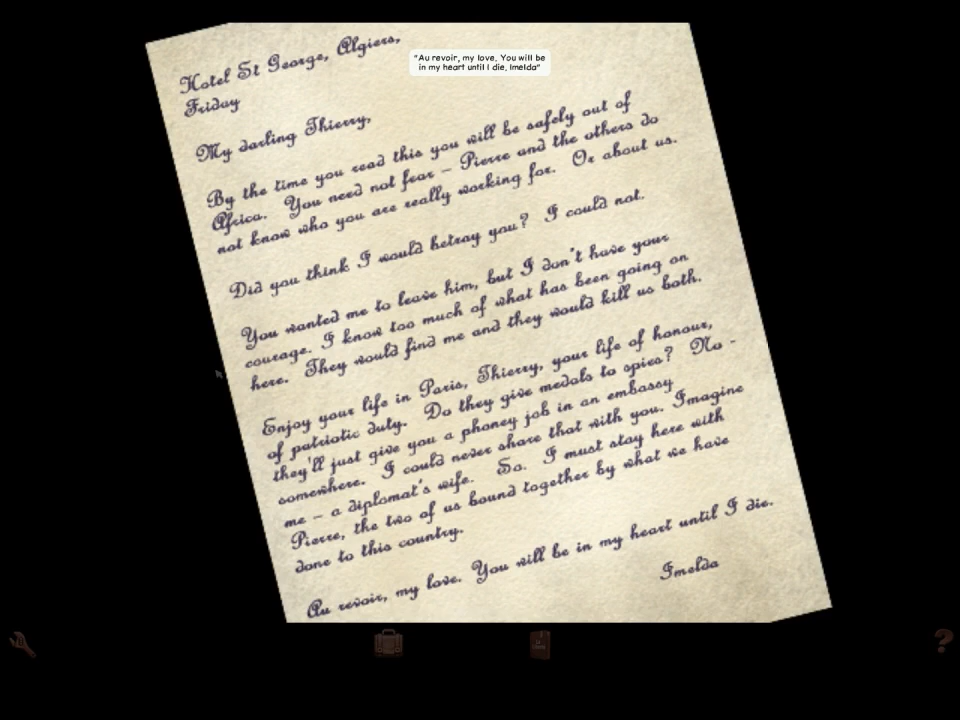 "Au revoir, my love. You will be
in my heart until I die. Imelda"
Hotel St George, Algiers,
Friday
My darling Thierry,
By the time you read this you will be safely out of
Africa. You need not fear – Pierre and the others do
not know who you are really working for. Or about us.
Did you think I would betray you? I could not.
You wanted me to leave him, but I don't have your
courage. I know too much of what has been going on
here. They would find me and they would kill us both.
Enjoy your life in Paris, Thierry, your life of honour,
of patriotic duty. Do they give medals to spies? No -
they'll just give you a phoney job in an embassy
somewhere. I could never share that with you. Imagine
me – a diplomat's wife. So. I must stay here with
Pierre, the two of us bound together by what we have
done to this country.
Au revoir, my love. You will be in my heart until I die.
Imelda
?